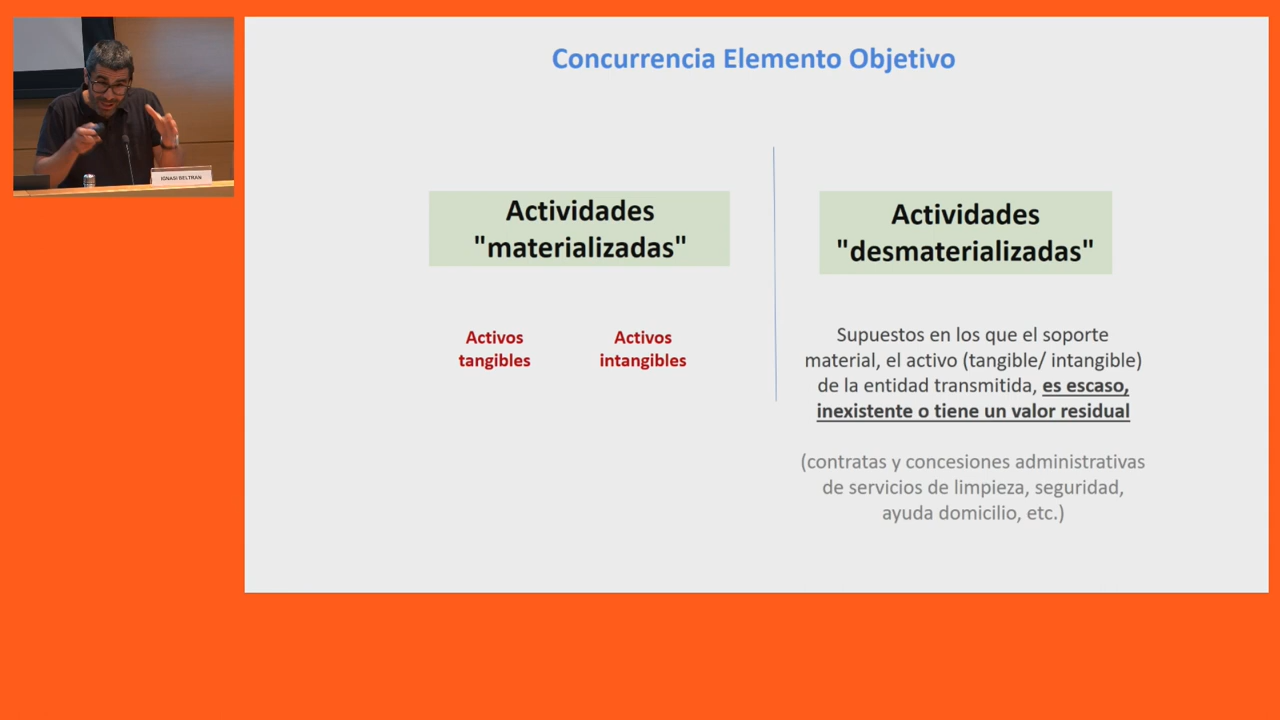 Concurrencia Elemento Objetivo
Actividades
"materializadas"
Actividades
"desmaterializadas"
Activos
tangibles
Activos
intangibles
Supuestos en los que el soporte
material, el activo (tangible/ intangible)
de la entidad transmitida, es escaso,
inexistente o tiene un valor residual
(contratas y concesiones administrativas
de servicios de limpieza, seguridad,
ayuda domicilio, etc.)
IGNASI BELTRAN